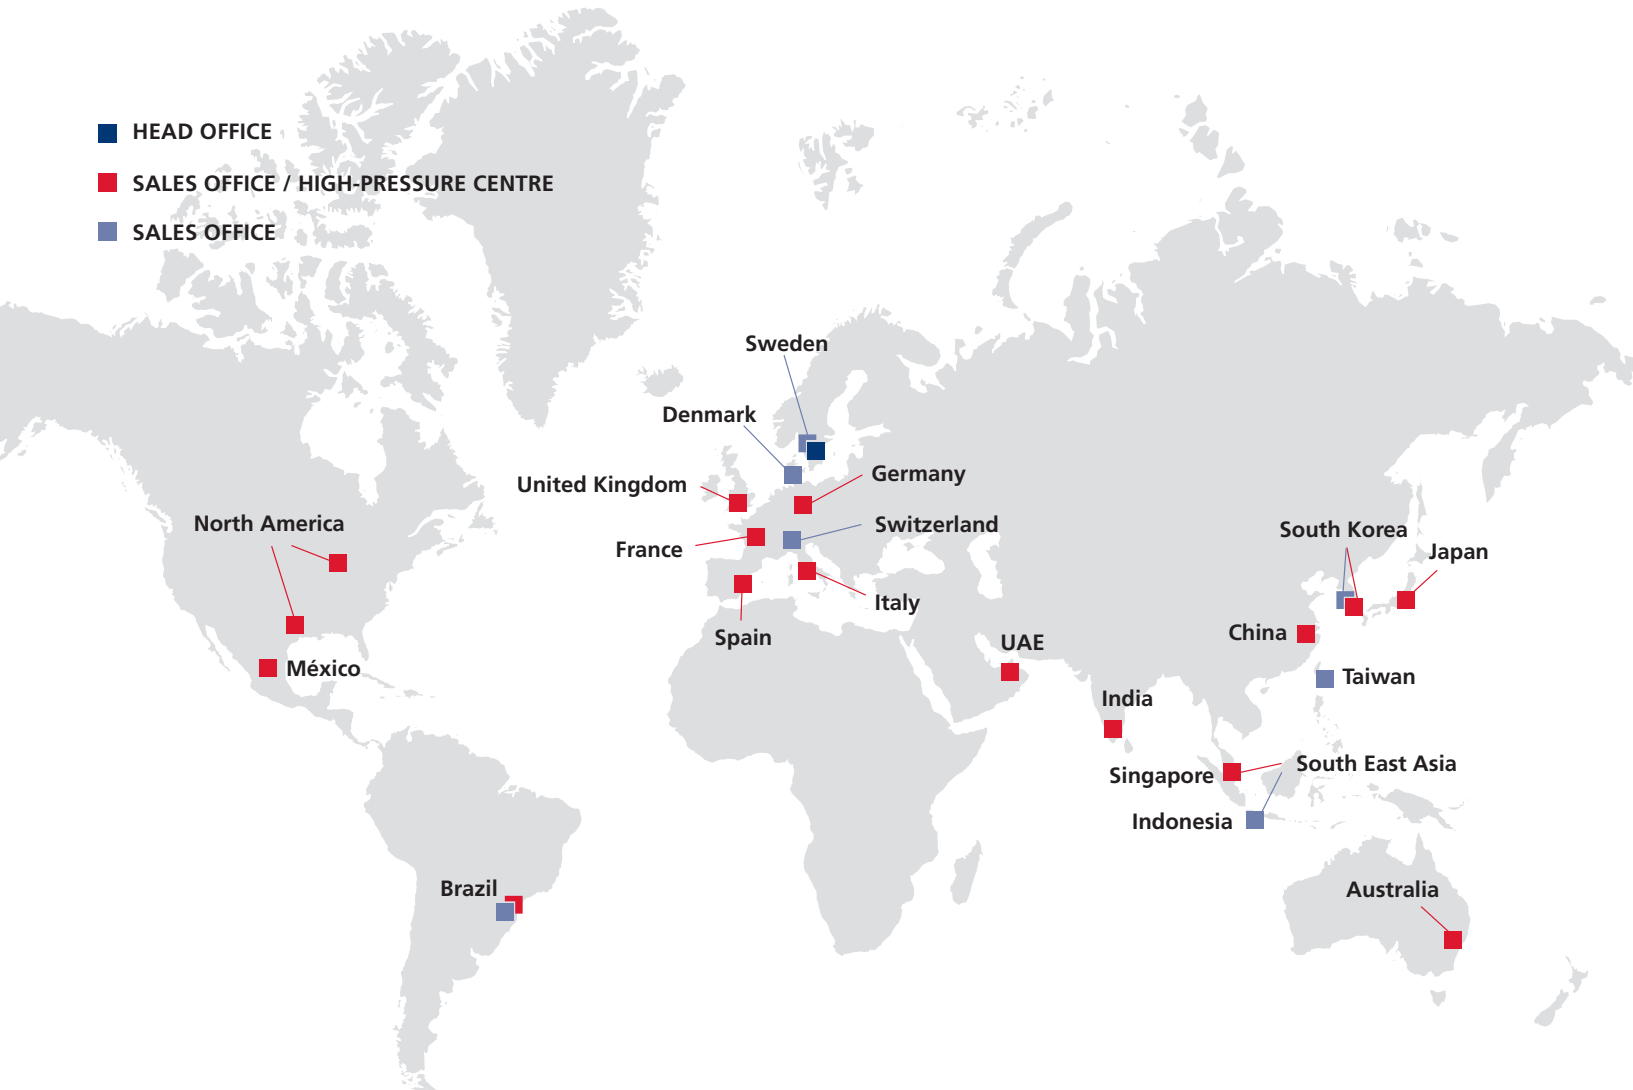 HEAD OFFICE
SALES OFFICE / HIGH-PRESSURE CENTRE
SALES OFFICE
Sweden
Denmark
Germany
United Kingdom
North America
Switzerland
South Korea
France
Japan
Italy
China
Spain
UAE
México
Taiwan
India
South East Asia
Singapore
Indonesia
Brazil
Australia